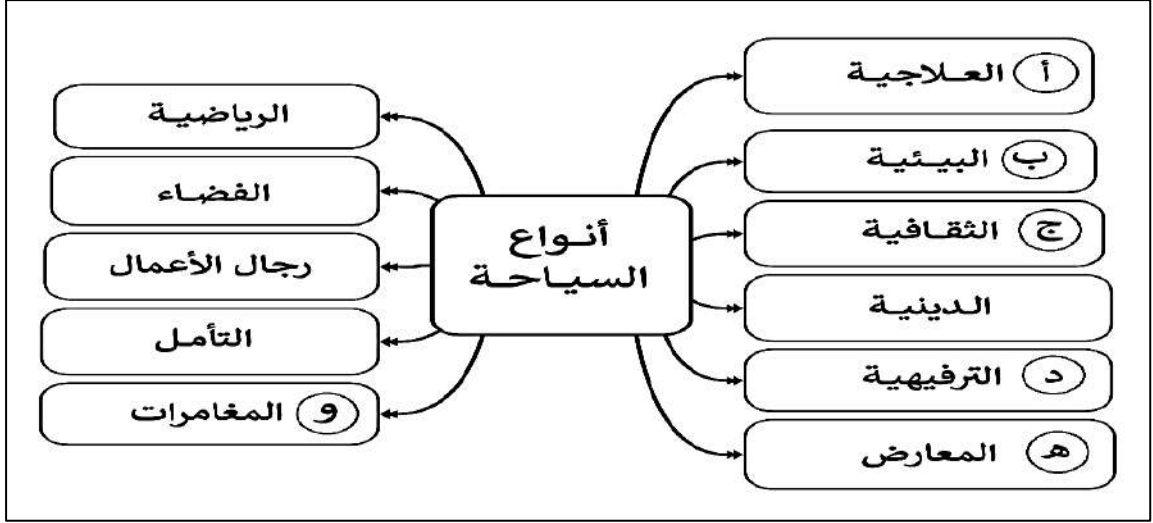 أنواع
السياحة
أ العلاجية
ب البيئية
ج الثقافية
الدينية
د الترفيهية
هـ المعارض
الرياضية
الفضاء
رجال الأعمال
التأمل
و المغامرات